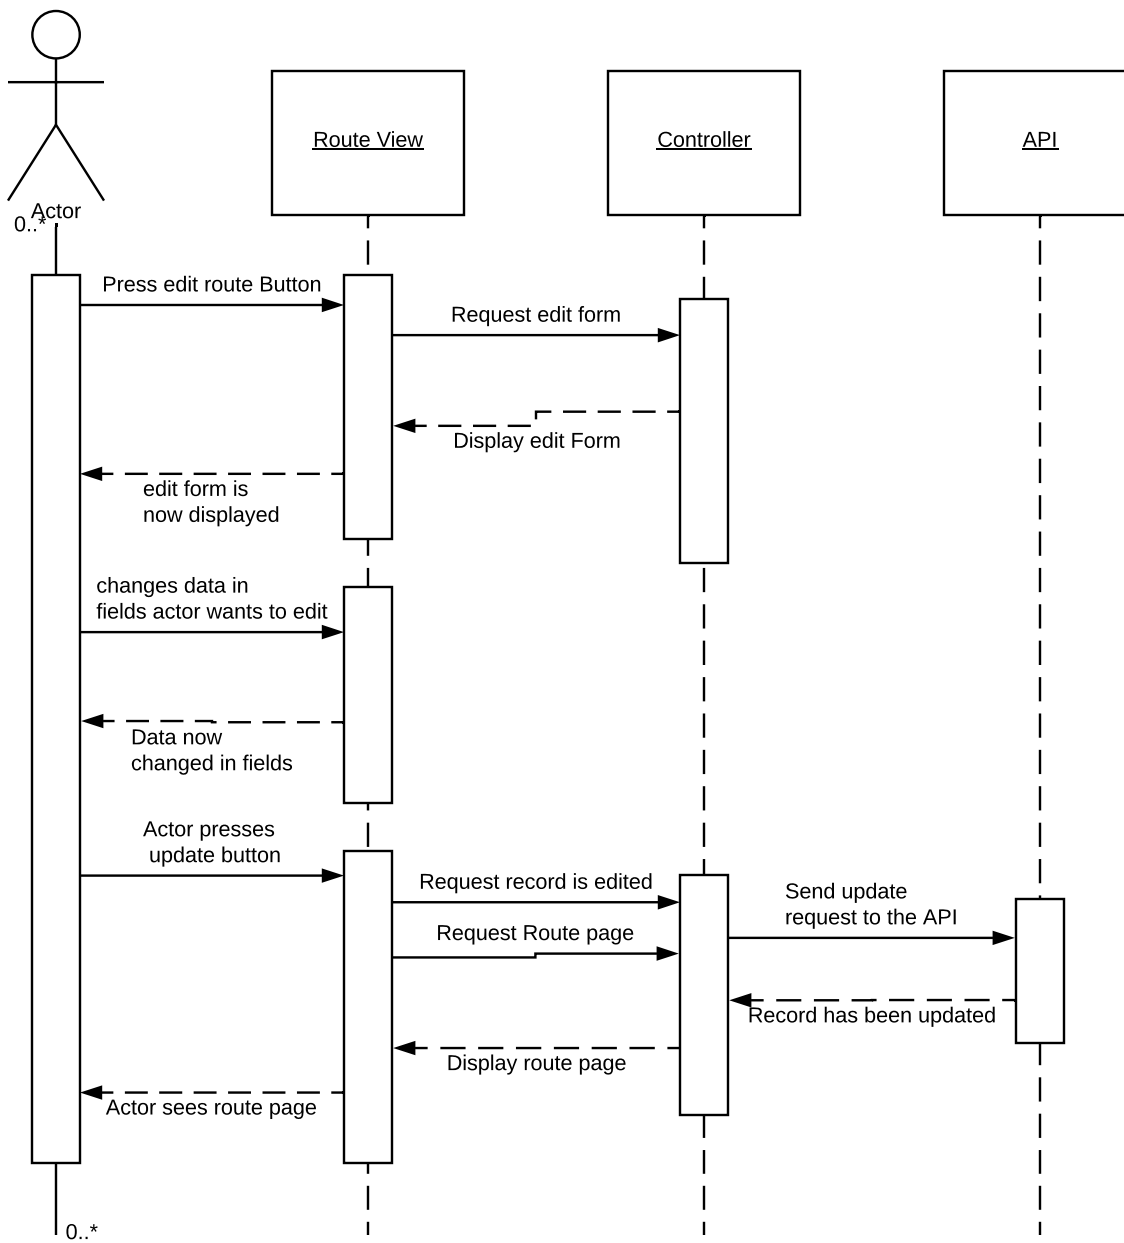 Route View
Controller
API
Actor
0..*
Press edit route Button
Request edit form
Display edit Form
edit form is
now displayed
changes data in
fields actor wants to edit
Data now
changed in fields
Actor presses
update button
Request record is edited
Send update
request to the API
Request Route page
Record has been updated
Display route page
Actor sees route page
0..*